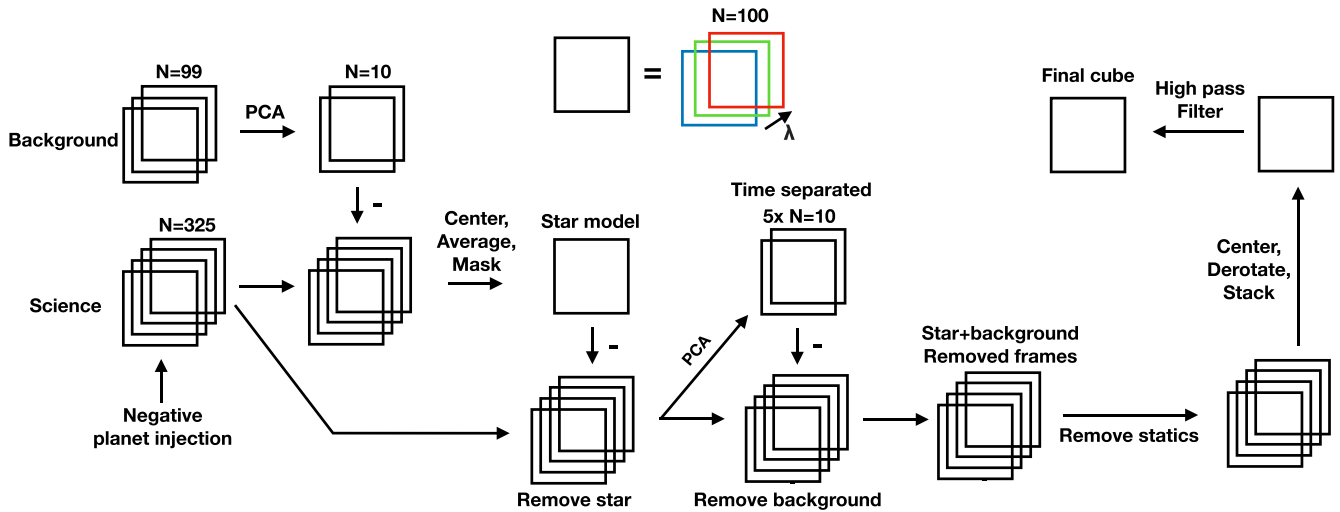 N=100
=
λ
N=99
PCA
N=10
Background
-
N=325
Science
Negative
planet injection
Center,
Average,
Mask
Star model
-
Remove star
PCA
Time separated
5x N=10
-
Remove background
Star+background
Removed frames
Remove statics
Center,
Derotate,
Stack
High pass
Filter
Final cube